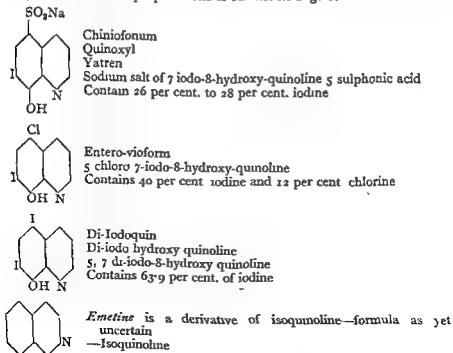 SO₃Na
I
OH
N
Chiniofonum
Quinoxyl
Yatren
Sodium salt of 7 iodo-8-hydroxy-quinoline 5 sulphonic acid
Contain 26 per cent. to 28 per cent. iodine
Cl
I
OH N
Entero-vioform
5 chloro 7-iodo-8-hydroxy-quinoline
Contains 40 per cent iodine and 12 per cent chlorine
I
I
OH N
Di-Iodoquin
Di-iodo hydroxy quinoline
5, 7 di-iodo-8-hydroxy quinoline
Contains 63·9 per cent. of iodine
N
Emetine is a derivative of isoquinoline—formula as yet
uncertain
—Isoquinoline